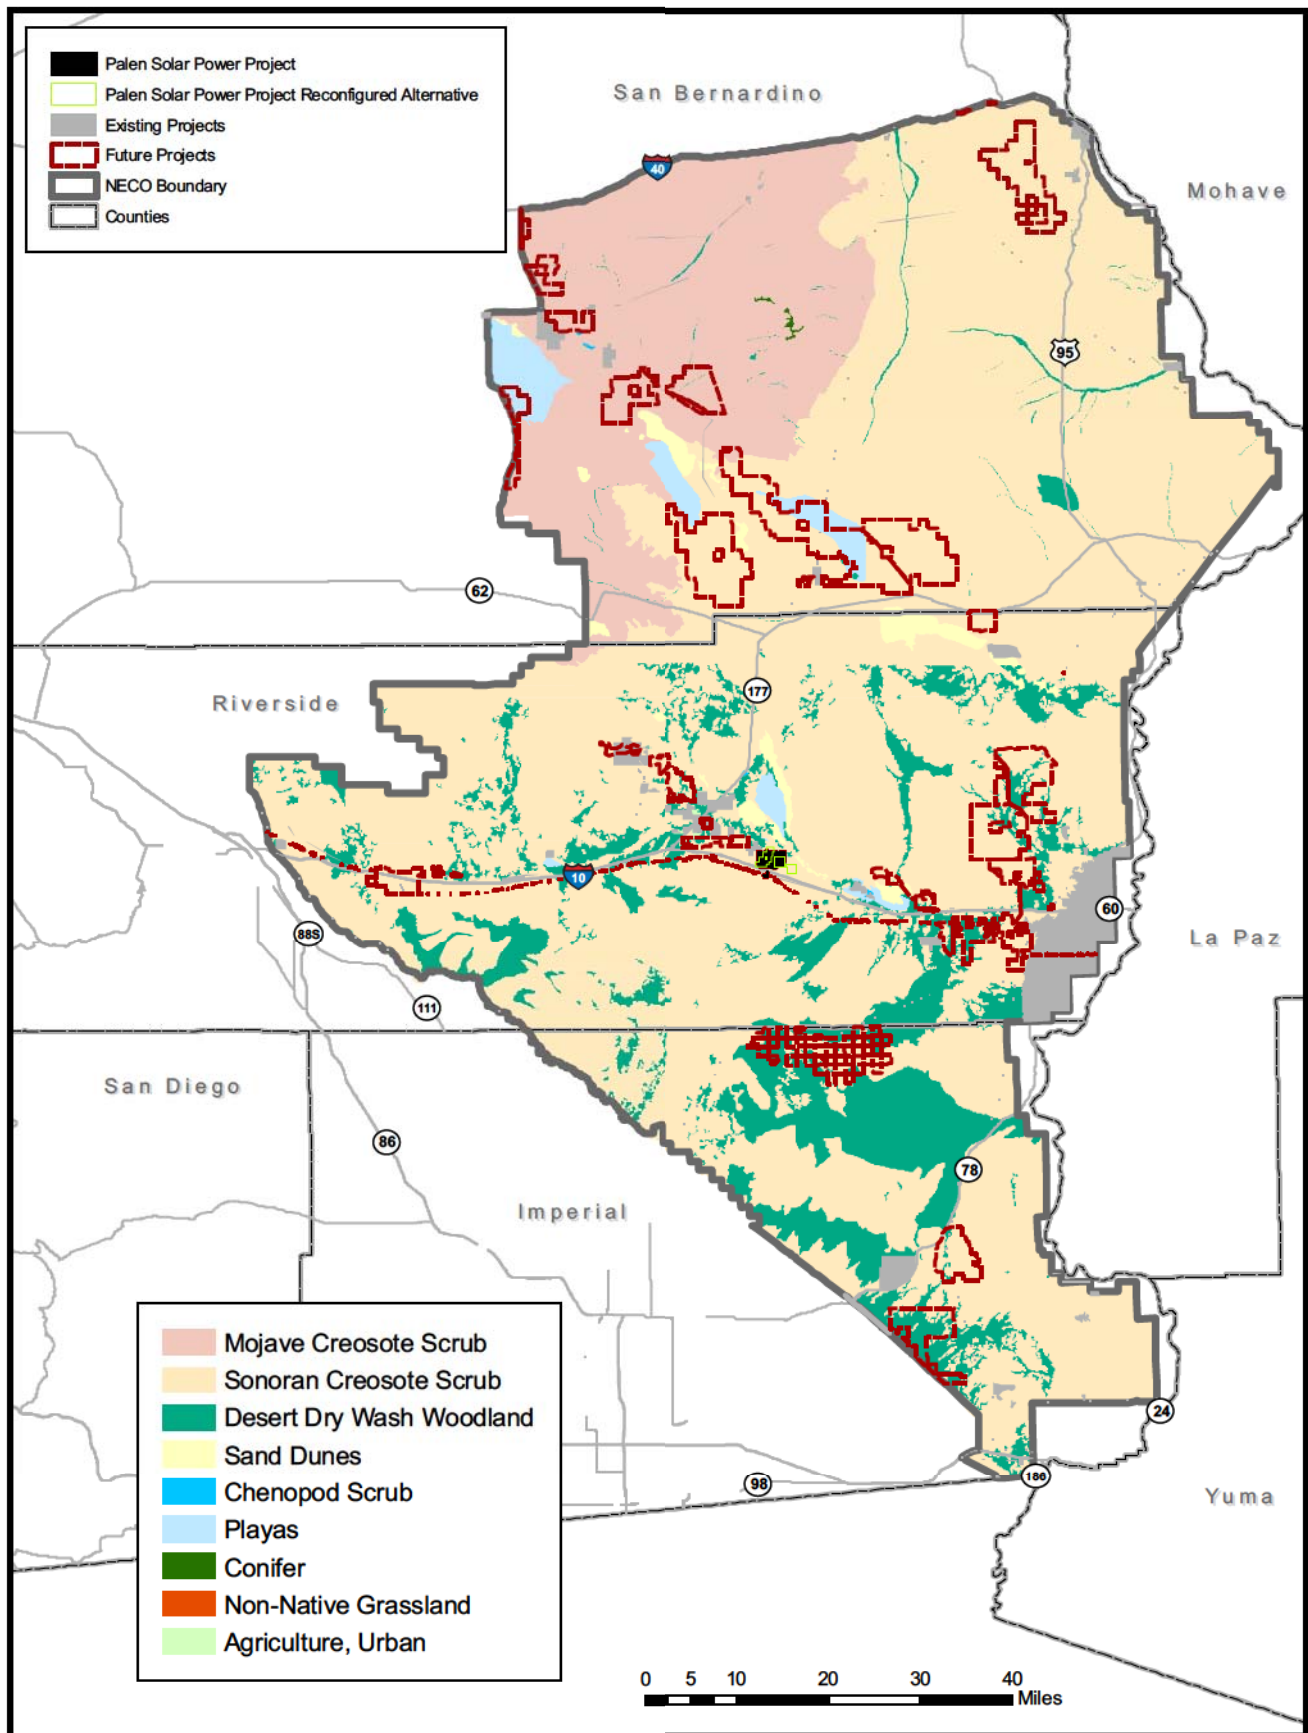 Palen Solar Power Project
Palen Solar Power Project Reconfigured Alternative
Existing Projects
Future Projects
NECO Boundary
Counties
San Bernardino
40
Mohave
95
62
Riverside
177
10
60
88S
La Paz
111
San Diego
86
78
Imperial
Mojave Creosote Scrub
Sonoran Creosote Scrub
Desert Dry Wash Woodland
Sand Dunes
Chenopod Scrub
Playas
Conifer
Non-Native Grassland
Agriculture, Urban
24
98
186
Yuma
0 5 10 20 30 40
Miles